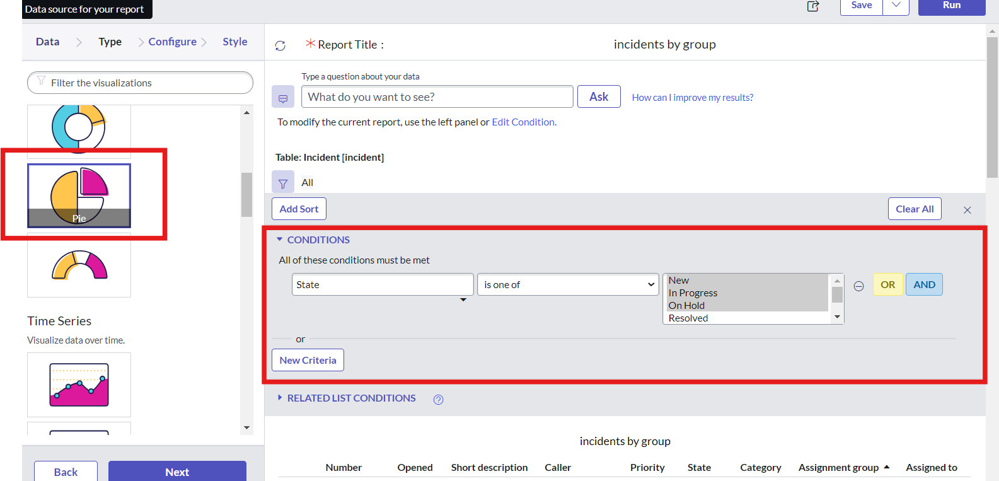 Data source for your report
Save
Run
Data
Type
Configure
Style
Report Title :
incidents by group
Filter the visualizations
Type a question about your data
What do you want to see?
Ask
How can I improve my results?
To modify the current report, use the left panel or Edit Condition.
Table: Incident [incident]
All
Pie
Add Sort
Clear All
CONDITIONS
All of these conditions must be met
State
is one of
New
In Progress
On Hold
Resolved
OR
AND
or
New Criteria
Time Series
Visualize data over time.
RELATED LIST CONDITIONS
incidents by group
Number Opened Short description Caller Priority State Category Assignment group Assigned to
Back
Next